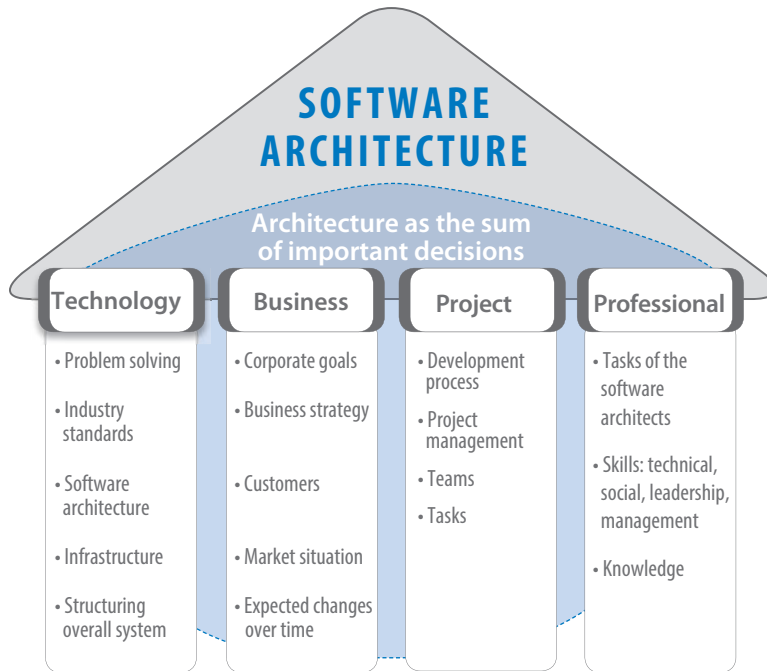 SOFTWARE
ARCHITECTURE
Architecture as the sum
of important decisions
Technology
• Problem solving
• Industry
standards
• Software
architecture
• Infrastructure
• Structuring
overall system
Business
• Corporate goals
• Business strategy
• Customers
• Market situation
• Expected changes
over time
Project
• Development
process
• Project
management
• Teams
• Tasks
Professional
• Tasks of the
software
architects
• Skills: technical,
social, leadership,
management
• Knowledge